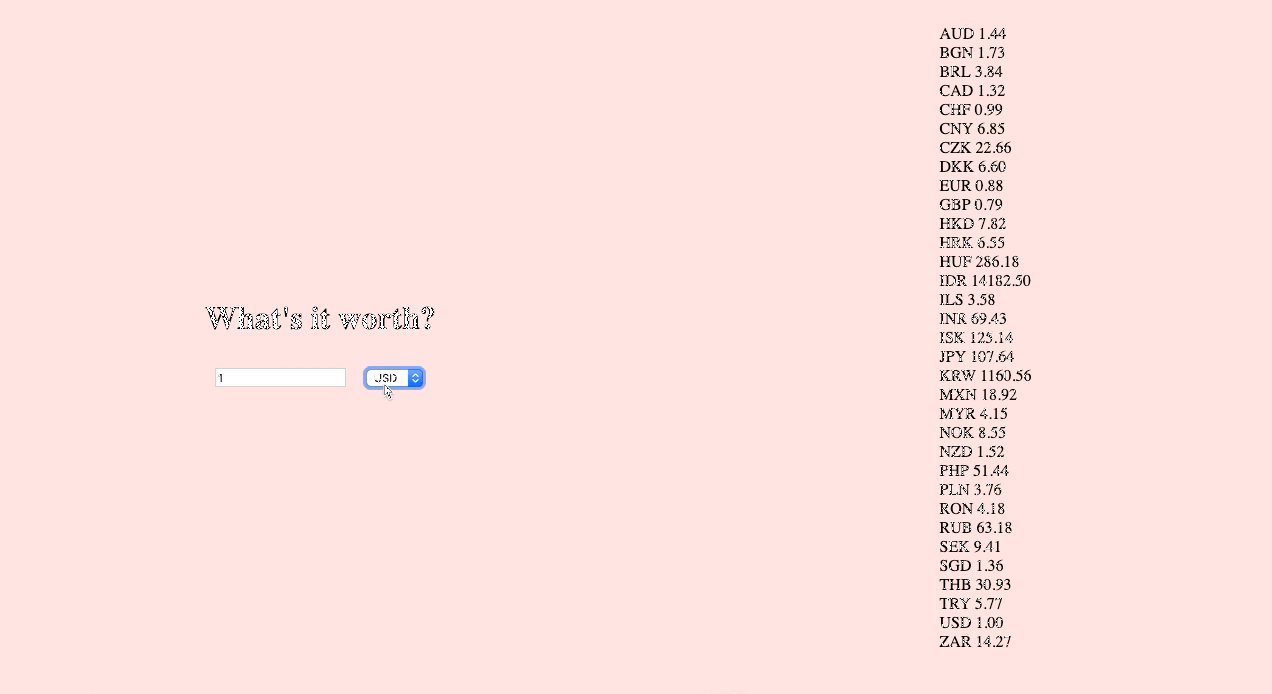 What's it worth?
1
USD
AUD 1.44
BGN 1.73
BRL 3.84
CAD 1.32
CHF 0.99
CNY 6.85
CZK 22.66
DKK 6.60
EUR 0.88
GBP 0.79
HKD 7.82
HRK 6.55
HUF 286.18
IDR 14182.50
ILS 3.58
INR 69.43
ISK 125.14
JPY 107.64
KRW 1160.56
MXN 18.92
MYR 4.15
NOK 8.55
NZD 1.52
PHP 51.44
PLN 3.76
RON 4.18
RUB 63.18
SEK 9.41
SGD 1.36
THB 30.93
TRY 5.77
USD 1.00
ZAR 14.27